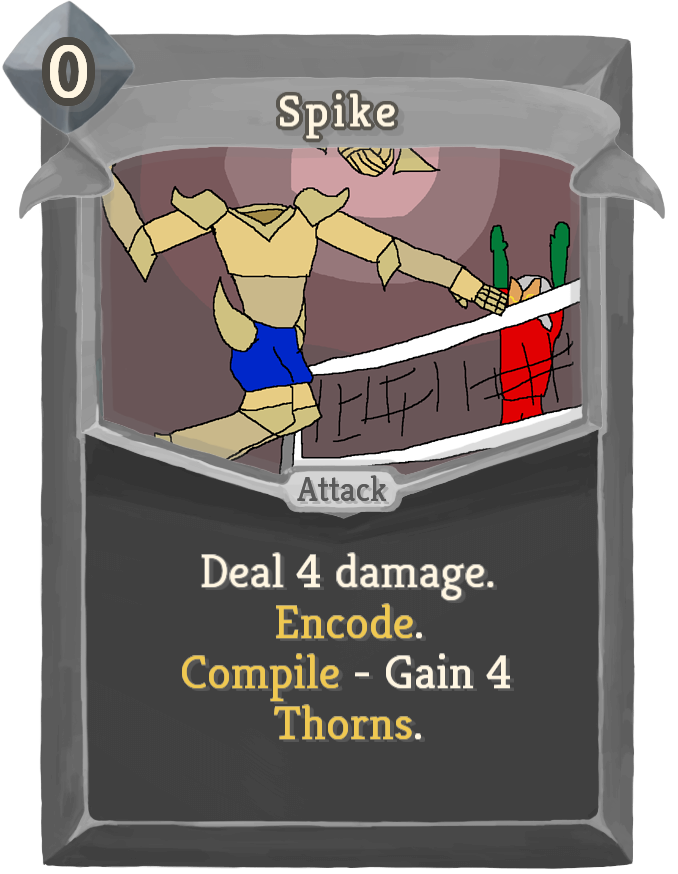 0
Spike
Attack
Deal 4 damage.
Encode.
Compile - Gain 4
Thorns.